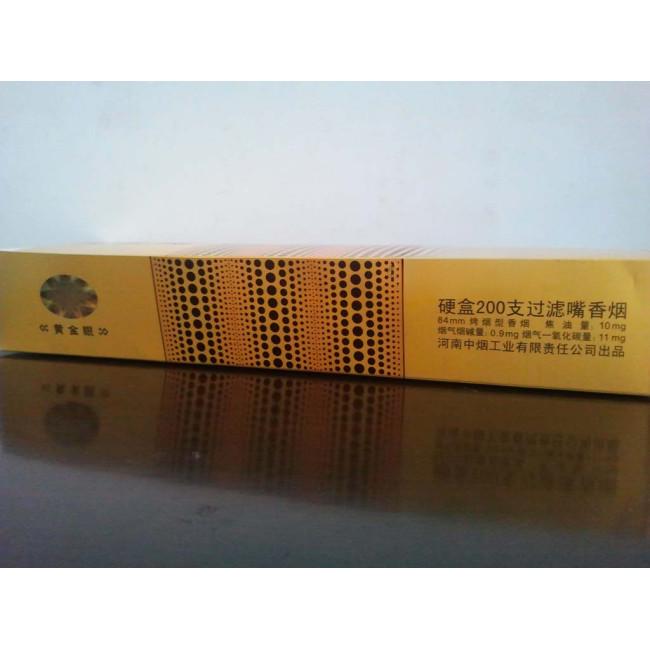 黄金眼
硬盒200支过滤嘴香烟
84mm 烤烟型香烟 焦油量：10mg
烟气烟碱量：0.9mg 烟气一氧化碳量：11mg
河南中烟工业有限责任公司出品